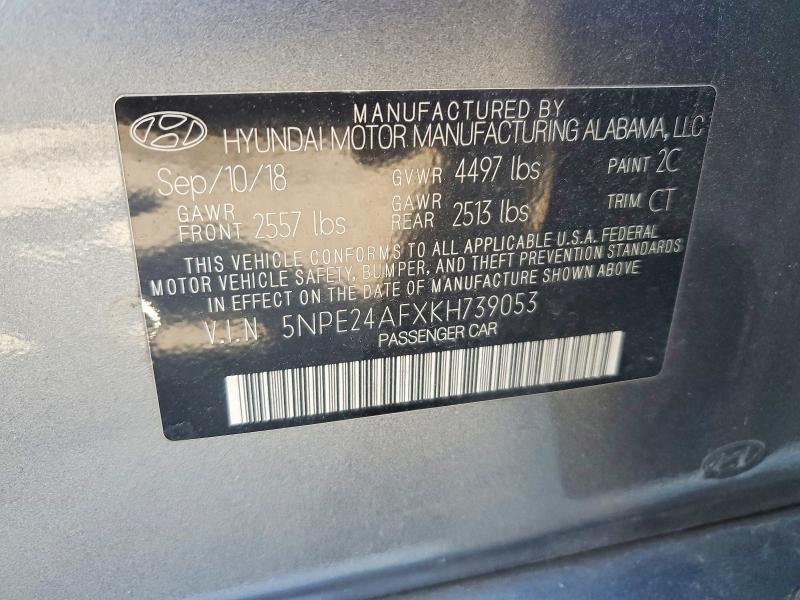 MANUFACTURED BY
HYUNDAI MOTOR MANUFACTURING ALABAMA, LLC
Sep/10/18 GVWR 4497 lbs PAINT 2C
GAWR FRONT 2557 lbs GAWR REAR 2513 lbs TRIM CT
THIS VEHICLE CONFORMS TO ALL APPLICABLE U.S.A. FEDERAL
MOTOR VEHICLE SAFETY, BUMPER, AND THEFT PREVENTION STANDARDS
IN EFFECT ON THE DATE OF MANUFACTURE SHOWN ABOVE
V.I.N 5NPE24AFXKH739053
PASSENGER CAR